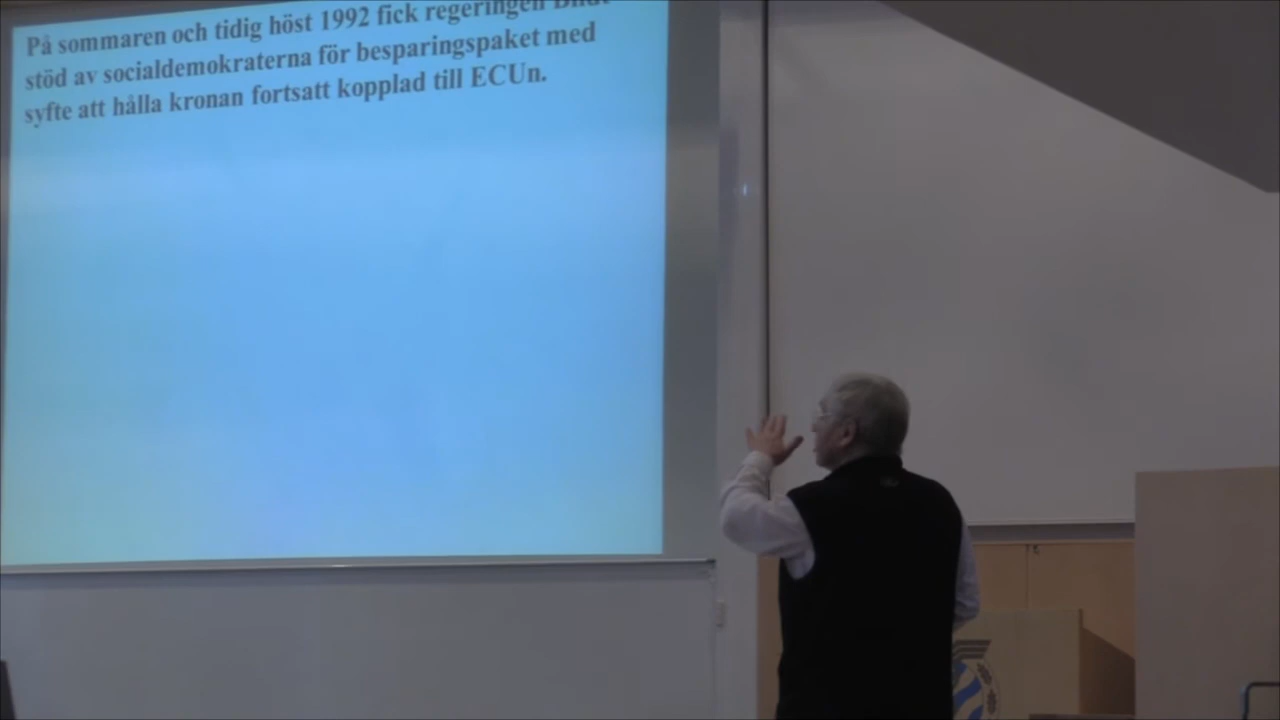 På sommaren och tidig höst 1992 fick regeringen Bildt
stöd av socialdemokraterna för besparingspaket med
syfte att hålla kronan fortsatt kopplad till ECUn.